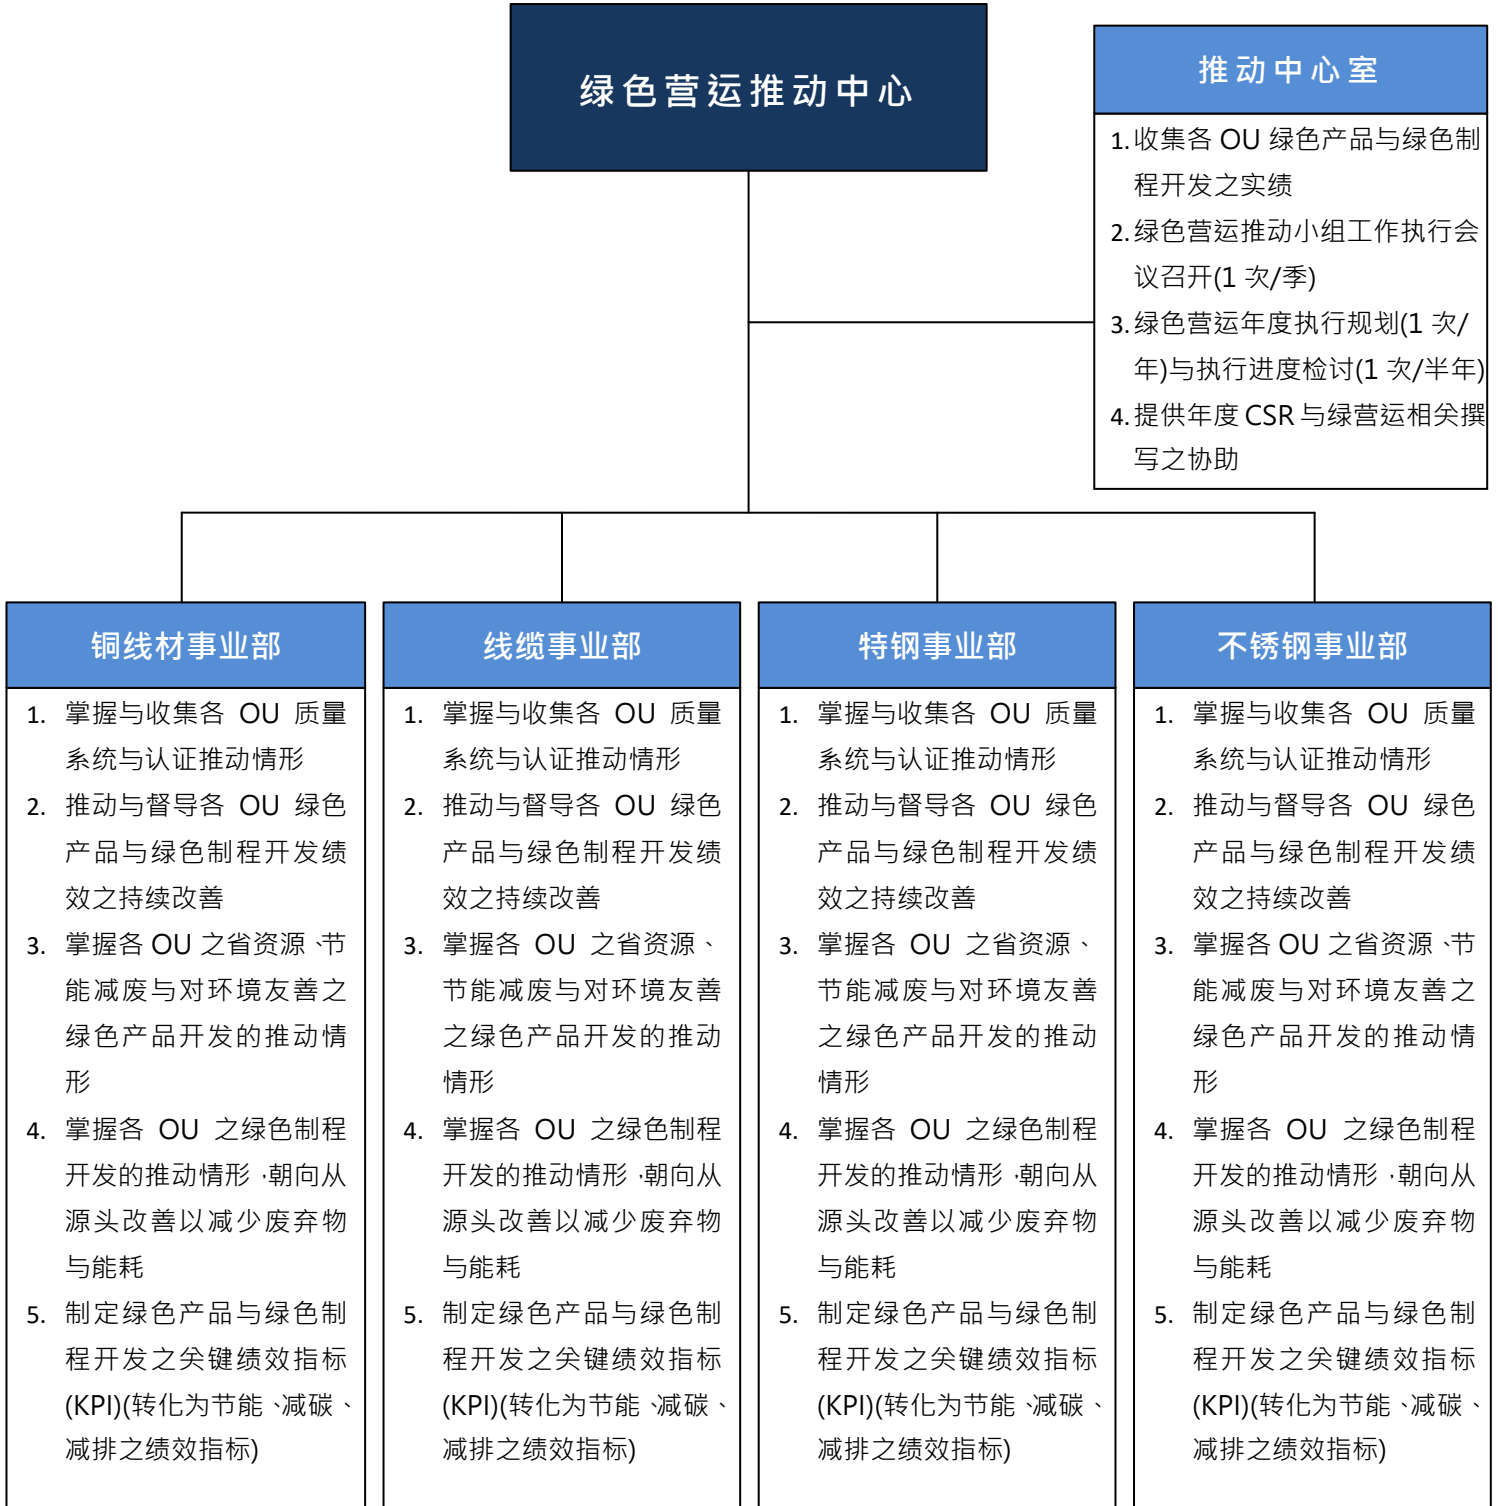 绿色营运推动中心
推动中心室
1.收集各 OU 绿色产品与绿色制
程开发之实绩
2.绿色营运推动小组工作执行会
议召开(1 次/季)
3.绿色营运年度执行规划(1 次/
年)与执行进度检讨(1 次/半年)
4.提供年度 CSR 与绿营运相关撰
写之协助
铜线材事业部
1. 掌握与收集各 OU 质量
系统与认证推动情形
2. 推动与督导各 OU 绿色
产品与绿色制程开发绩
效之持续改善
3. 掌握各 OU 之省资源、节
能减废与对环境友善之
绿色产品开发的推动情
形
4. 掌握各 OU 之绿色制程
开发的推动情形，朝向从
源头改善以减少废弃物
与能耗
5. 制定绿色产品与绿色制
程开发之关键绩效指标
(KPI)(转化为节能、减碳、
减排之绩效指标)
线缆事业部
1. 掌握与收集各 OU 质量
系统与认证推动情形
2. 推动与督导各 OU 绿色
产品与绿色制程开发绩
效之持续改善
3. 掌握各 OU 之省资源、
节能减废与对环境友善
之绿色产品开发的推动
情形
4. 掌握各 OU 之绿色制程
开发的推动情形，朝向从
源头改善以减少废弃物
与能耗
5. 制定绿色产品与绿色制
程开发之关键绩效指标
(KPI)(转化为节能、减碳、
减排之绩效指标)
特钢事业部
1. 掌握与收集各 OU 质量
系统与认证推动情形
2. 推动与督导各 OU 绿色
产品与绿色制程开发绩
效之持续改善
3. 掌握各 OU 之省资源、
节能减废与对环境友善
之绿色产品开发的推动
情形
4. 掌握各 OU 之绿色制程
开发的推动情形，朝向从
源头改善以减少废弃物
与能耗
5. 制定绿色产品与绿色制
程开发之关键绩效指标
(KPI)(转化为节能、减碳、
减排之绩效指标)
不锈钢事业部
1. 掌握与收集各 OU 质量
系统与认证推动情形
2. 推动与督导各 OU 绿色
产品与绿色制程开发绩
效之持续改善
3. 掌握各 OU 之省资源、节
能减废与对环境友善之
绿色产品开发的推动情
形
4. 掌握各 OU 之绿色制程
开发的推动情形，朝向从
源头改善以减少废弃物
与能耗
5. 制定绿色产品与绿色制
程开发之关键绩效指标
(KPI)(转化为节能、减碳、
减排之绩效指标)